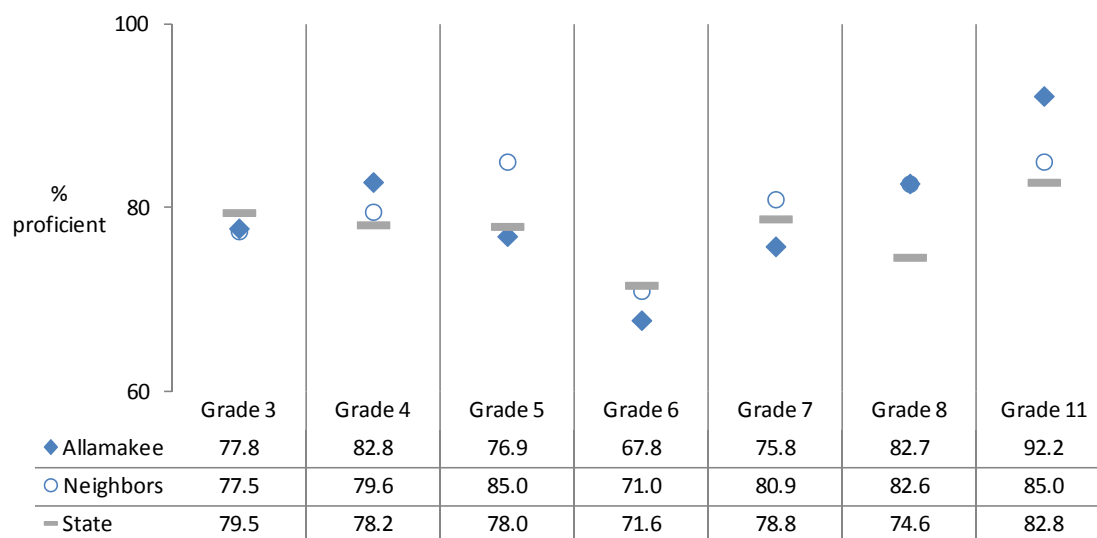 100
%
proficient
80
60
Grade 3 Grade 4 Grade 5 Grade 6 Grade 7 Grade 8 Grade 11
Allamakee 77.8 82.8 76.9 67.8 75.8 82.7 92.2
Neighbors 77.5 79.6 85.0 71.0 80.9 82.6 85.0
State 79.5 78.2 78.0 71.6 78.8 74.6 82.8